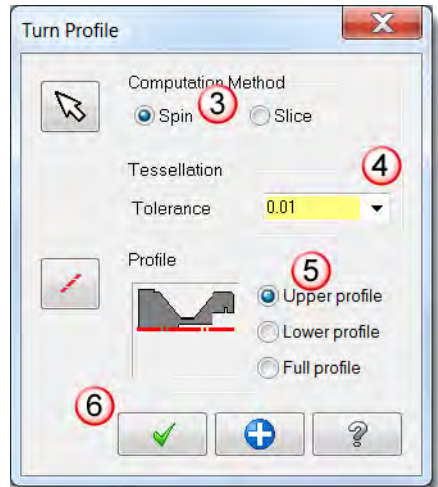 Turn Profile
X
Computation Method
Spin 3 Slice
Tessellation 4
Tolerance 0.01
Profile
5
Upper profile
Lower profile
Full profile
6
?